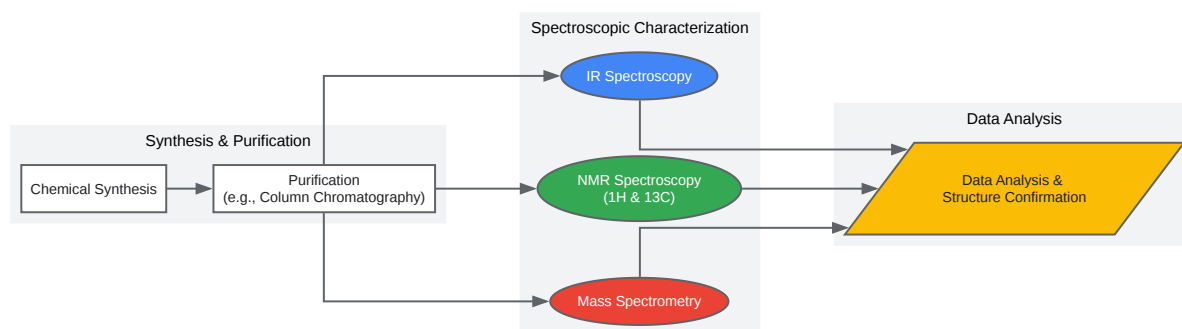 Spectroscopic Characterization
IR Spectroscopy
Synthesis & Purification
Chemical Synthesis
Purification
(e.g., Column Chromatography)
NMR Spectroscopy
(1H & 13C)
Mass Spectrometry
Data Analysis
Data Analysis &
Structure Confirmation